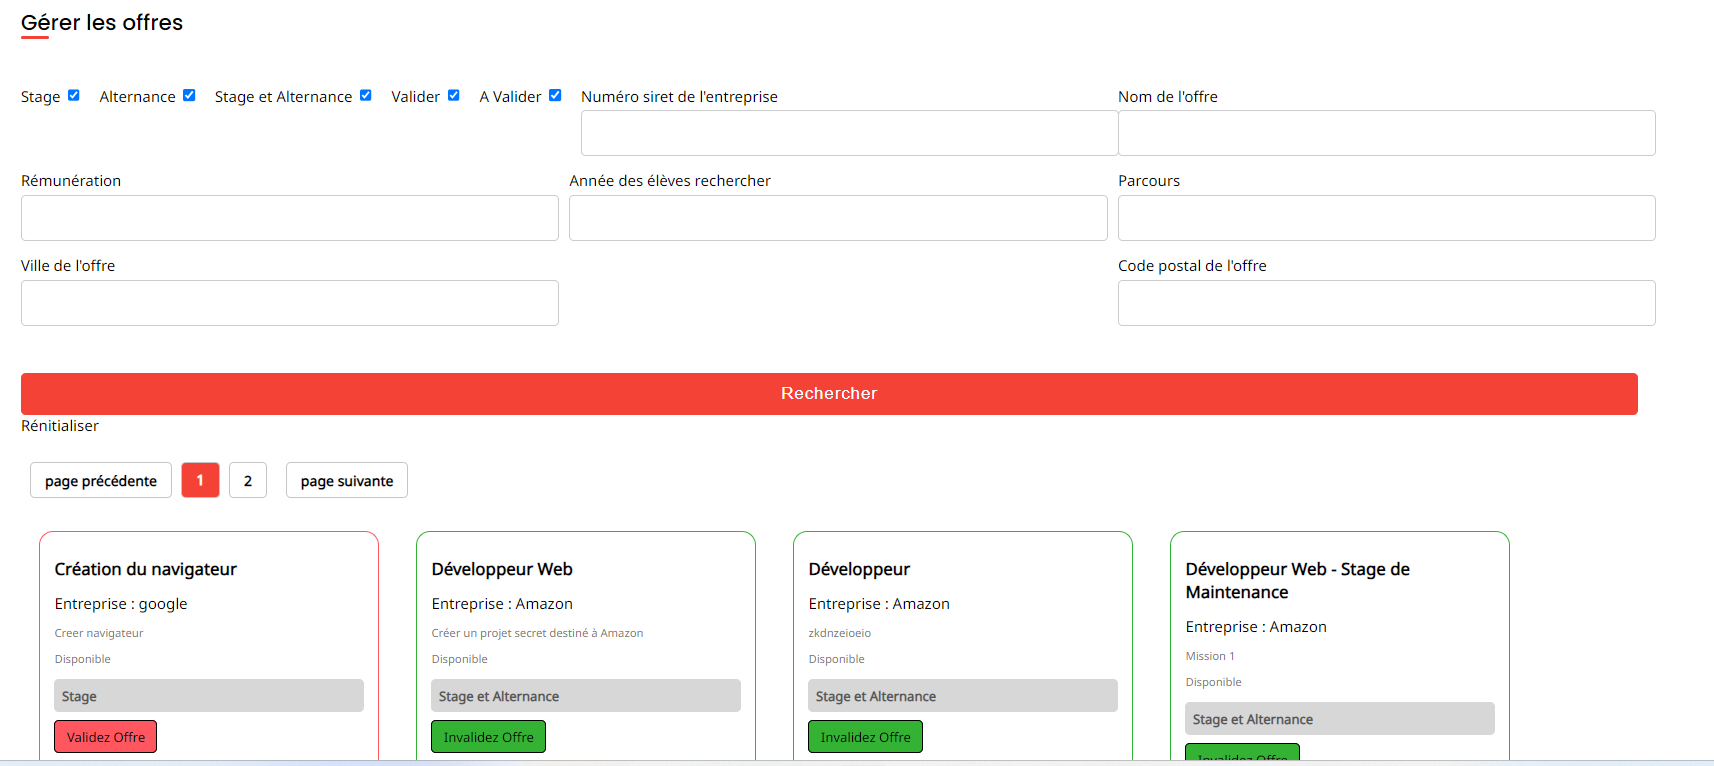 Gérer les offres
Stage Alternance Stage et Alternance Valider A Valider Numéro siret de l'entreprise Nom de l'offre
Rémunération Année des élèves rechercher Parcours
Ville de l'offre Code postal de l'offre
Rechercher
Rénitialiser
page précédente 1 2 page suivante
Création du navigateur
Entreprise : google
Creer navigateur
Disponible
Stage
Validez Offre
Développeur Web
Entreprise : Amazon
Créer un projet secret destiné à Amazon
Disponible
Stage et Alternance
Invalidez Offre
Développeur
Entreprise : Amazon
zkdnzeioeio
Disponible
Stage et Alternance
Invalidez Offre
Développeur Web - Stage de
Maintenance
Entreprise : Amazon
Mission 1
Disponible
Stage et Alternance
Invalidez Offre